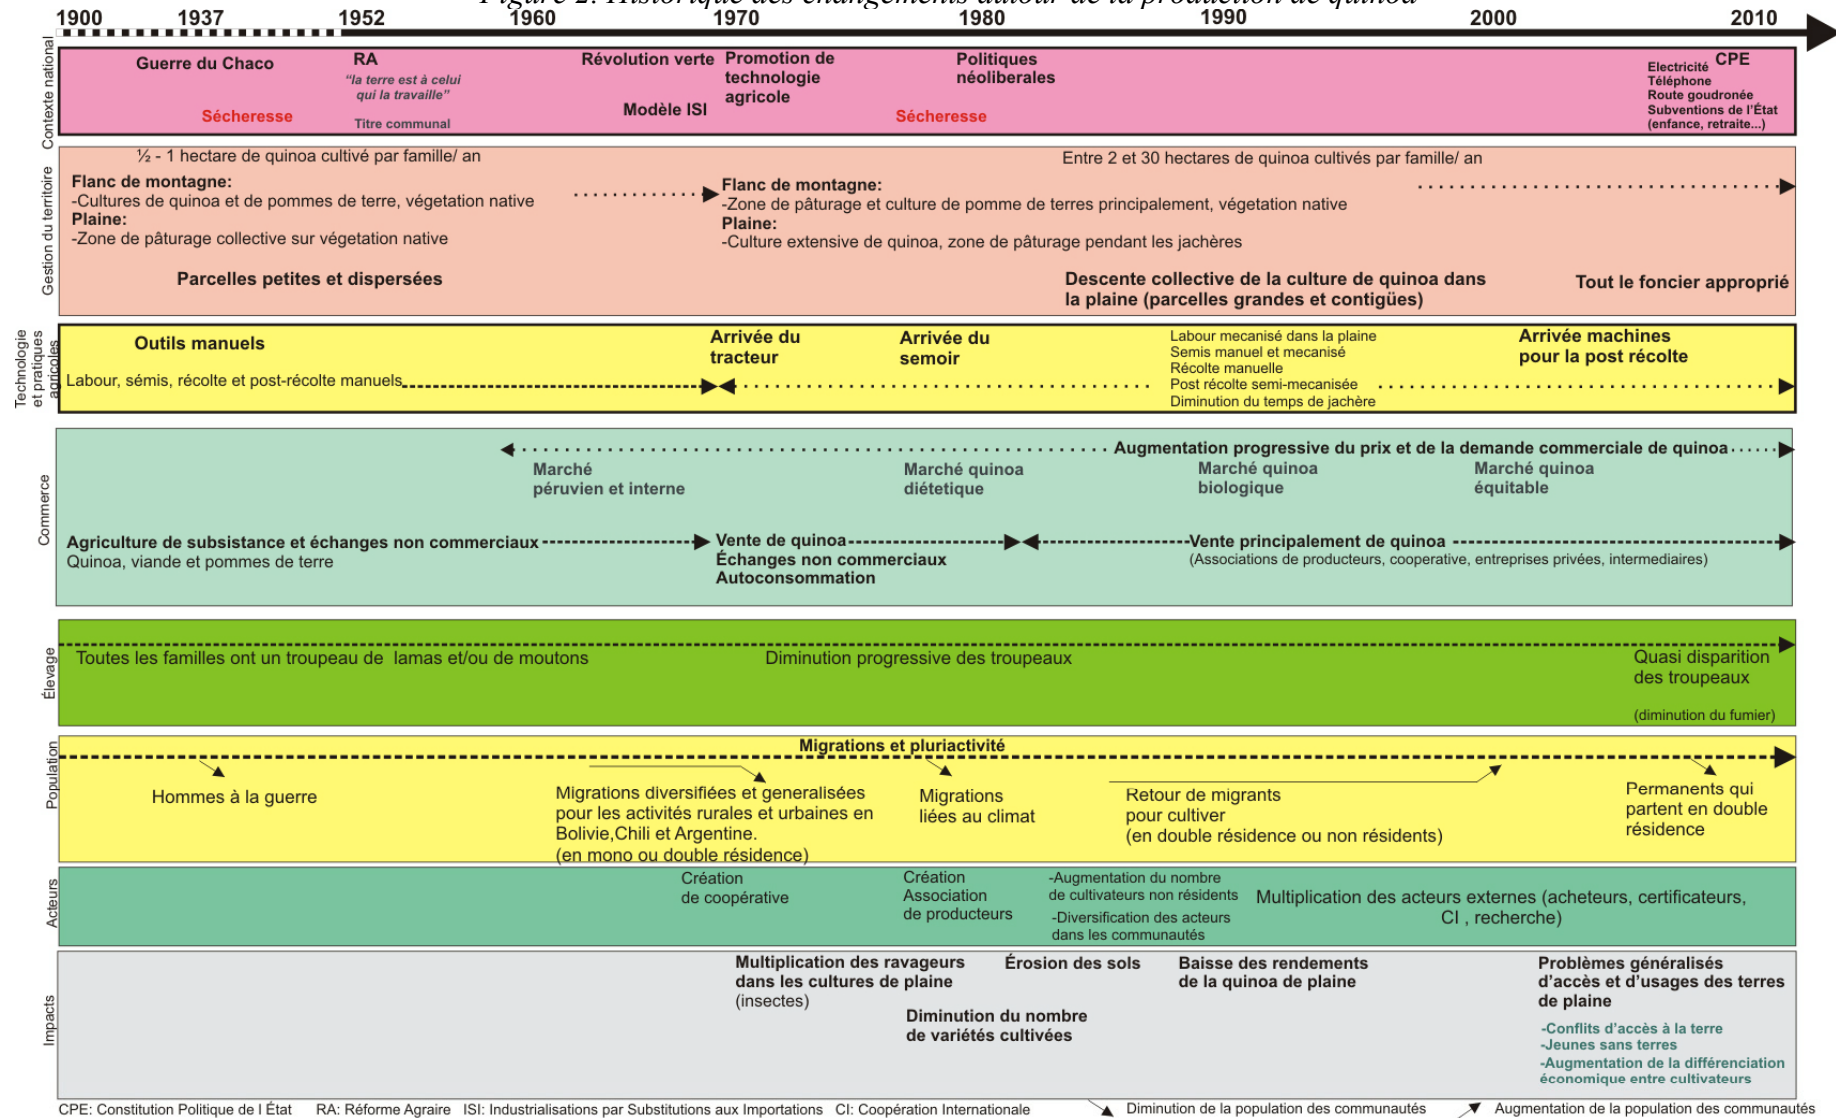 Figure 2: Historique des changements autour de la production de quinoa
1900 1937 1952 1960 1970 1980 1990 2000 2010
Contexte national
Guerre du Chaco
Sécheresse
RA
“la terre est à celui
qui la travaille”
Titre communal
Révolution verte
Modèle ISI
Promotion de
technologie
agricole
Politiques
néoliberales
Sécheresse
CPE
Electricité
Téléphone
Route goudronée
Subventions de l'État
(enfance, retraite...)
Gestion du territoire
½ - 1 hectare de quinoa cultivé par famille/ an
Flanc de montagne:
-Cultures de quinoa et de pommes de terre, végetation native
Plaine:
-Zone de pâturage collective sur végetation native
Parcelles petites et dispersées
Entre 2 et 30 hectares de quinoa cultivés par famille/ an
Flanc de montagne:
-Zone de pâturage et culture de pomme de terres principalement, végetation native
Plaine:
-Culture extensive de quinoa, zone de pâturage pendant les jachères
Descente collective de la culture de quinoa dans
la plaine (parcelles grandes et contigües)
Tout le foncier approprié
Technologie
et pratiques
agricoles
Outils manuels
Labour, sémis, récolte et post-récolte manuels
Arrivée du
tracteur
Arrivée du
semoir
Labour mecanisé dans la plaine
Semis manuel et mecanisé
Récolte manuelle
Post récolte semi-mecanisée
Diminution du temps de jachère
Arrivée machines
pour la post récolte
Commerce
Augmentation progressive du prix et de la demande commerciale de quinoa
Marché
péruvien et interne
Marché quinoa
diétetique
Marché quinoa
biologique
Marché quinoa
équitable
Agriculture de subsistance et échanges non commerciaux
Quinoa, viande et pommes de terre
Vente de quinoa
Échanges non commerciaux
Autoconsommation
Vente principalement de quinoa
(Associations de producteurs, cooperative, entreprises privées, intermediaires)
Élevage
Toutes les familles ont un troupeau de lamas et/ou de moutons
Diminution progressive des troupeaux
Quasi disparition
des troupeaux
(diminution du fumier)
Population
Migrations et pluriactivité
Hommes à la guerre
Migrations diversifiées et generalisées
pour les activités rurales et urbaines en
Bolivie,Chili et Argentine.
(en mono ou double résidence)
Migrations
liées au climat
Retour de migrants
pour cultiver
(en double résidence ou non résidents)
Permanents qui
partent en double
résidence
Acteurs
Création
de coopérative
Création
Association
de producteurs
-Augmentation du nombre
de cultivateurs non résidents
-Diversification des acteurs
dans les communautés
Multiplication des acteurs externes (acheteurs, certificateurs,
CI , recherche)
Impacts
Multiplication des ravageurs
dans les cultures de plaine
(insectes)
Érosion des sols
Diminution du nombre
de variétés cultivées
Baisse des rendements
de la quinoa de plaine
Problèmes généralisés
d'accès et d'usages des terres
de plaine
-Conflits d'accès à la terre
-Jeunes sans terres
-Augmentation de la différenciation
économique entre cultivateurs
CPE: Constitution Politique de l État RA: Réforme Agraire ISI: Industrialisations par Substitutions aux Importations CI: Coopération Internationale
Diminution de la population des communautés
Augmentation de la population des communautés